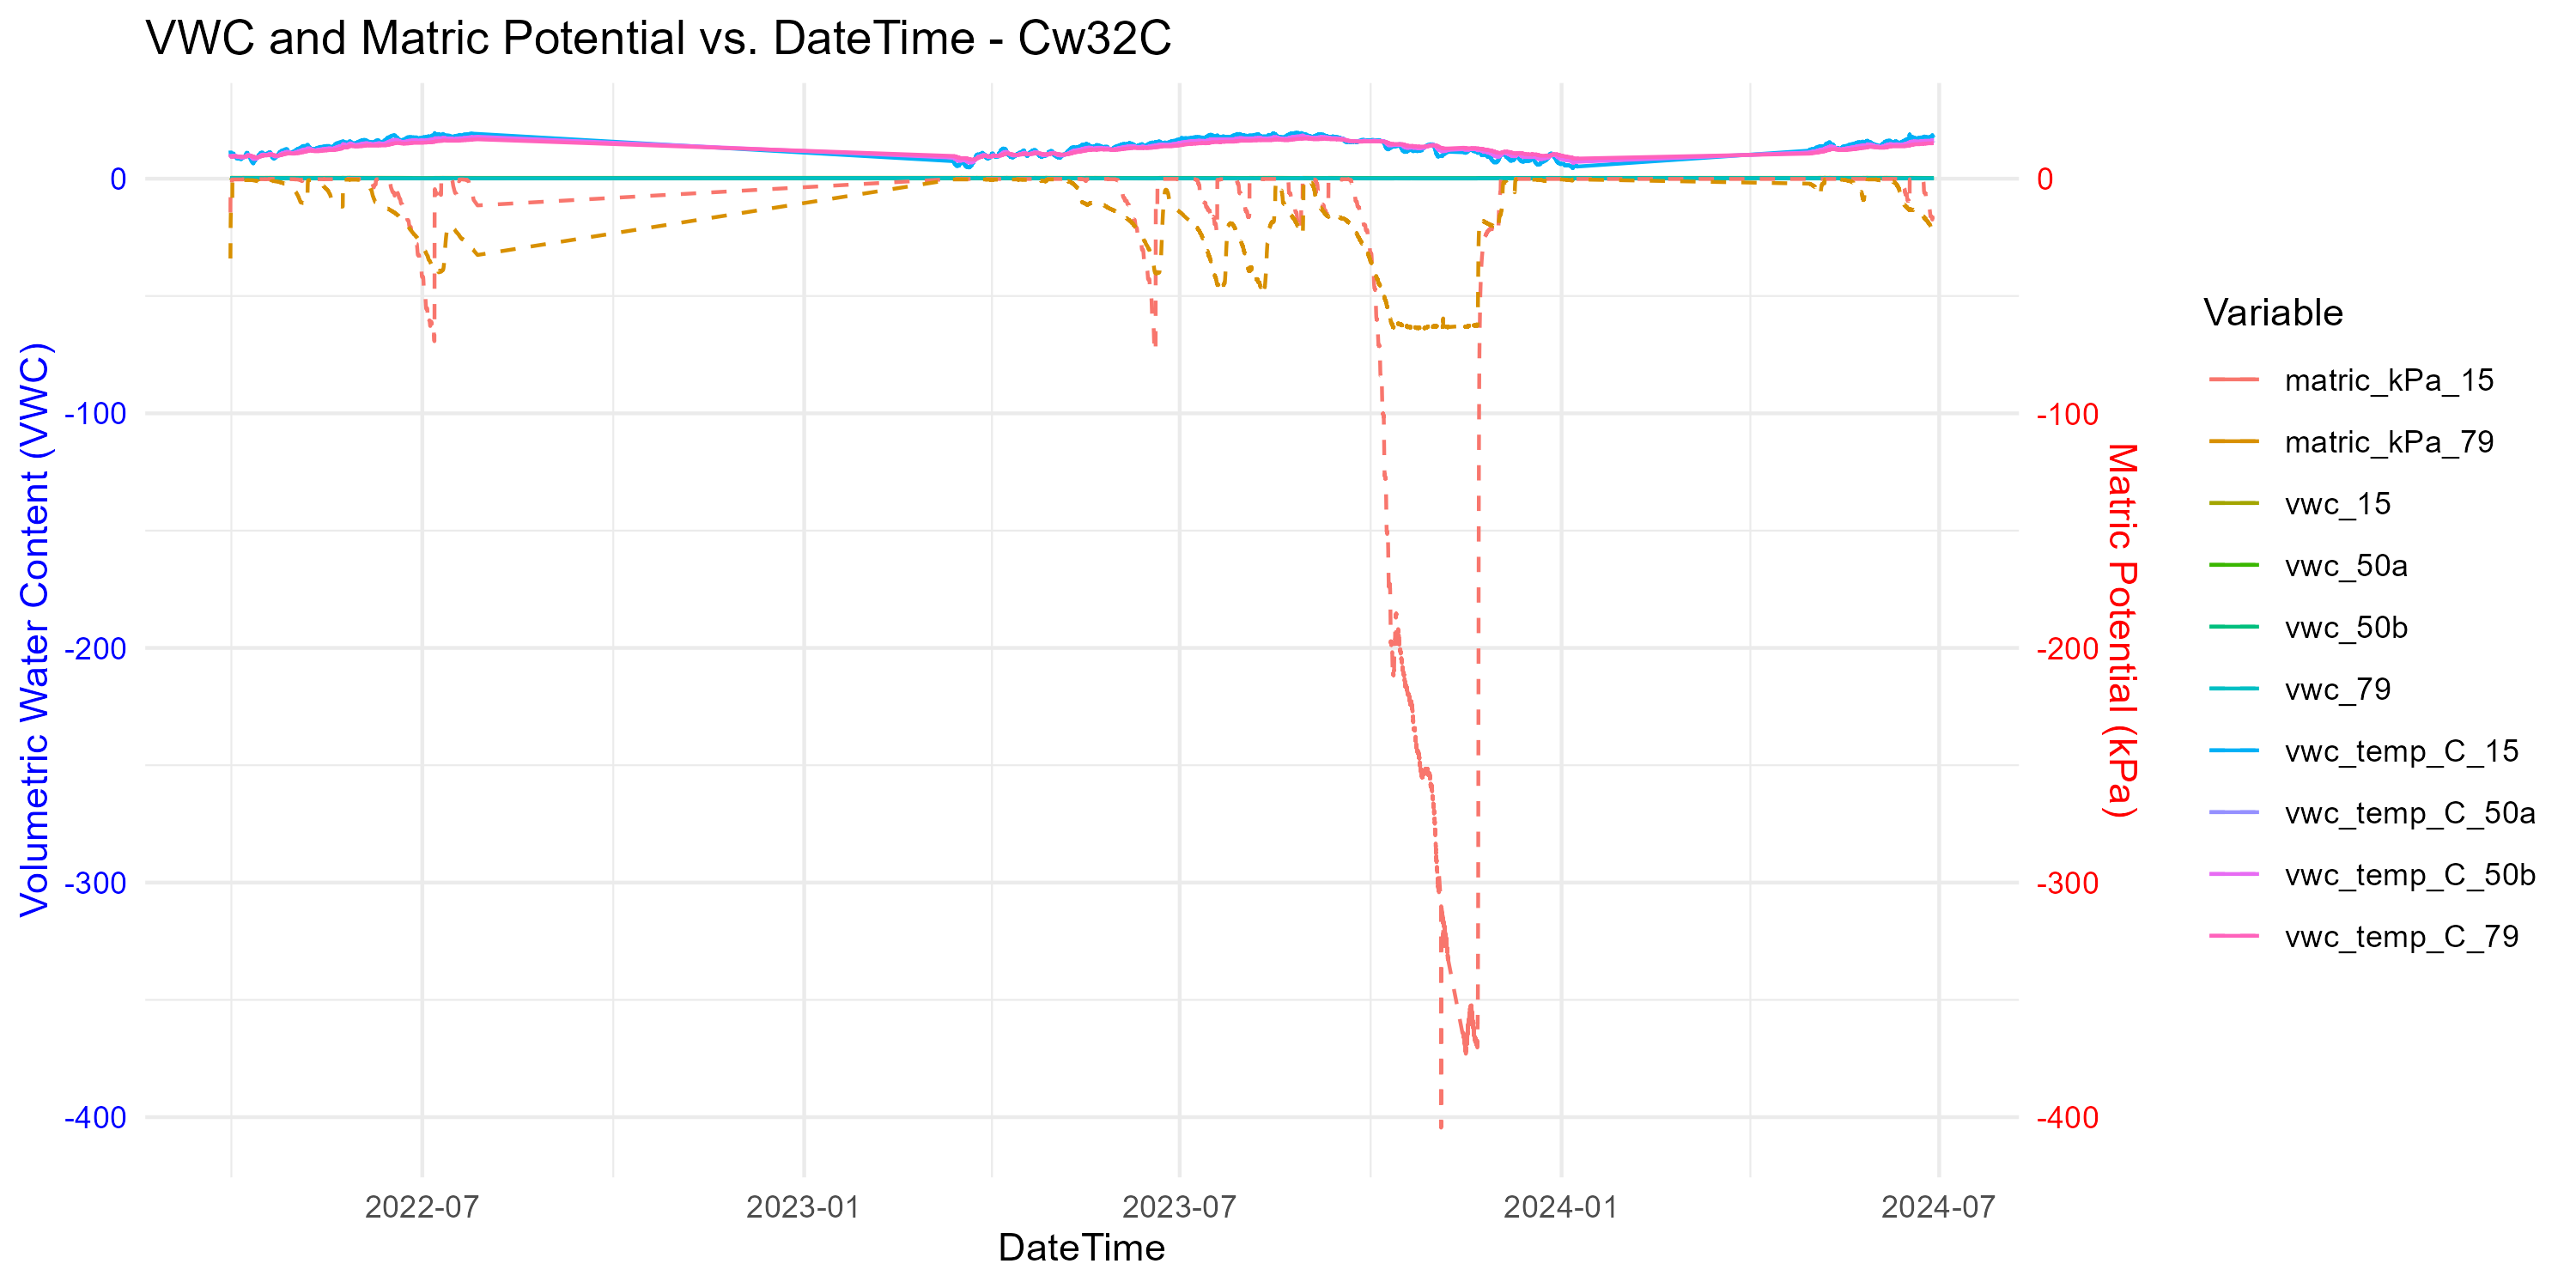 VWC and Matric Potential vs. DateTime - Cw32C
Volumetric Water Content (VWC)
0
-100
-200
-300
-400
0
-100
-200
-300
-400
Matric Potential (kPa)
2022-07
2023-01
2023-07
2024-01
2024-07
DateTime
Variable
matric_kPa_15
matric_kPa_79
vwc_15
vwc_50a
vwc_50b
vwc_79
vwc_temp_C_15
vwc_temp_C_50a
vwc_temp_C_50b
vwc_temp_C_79